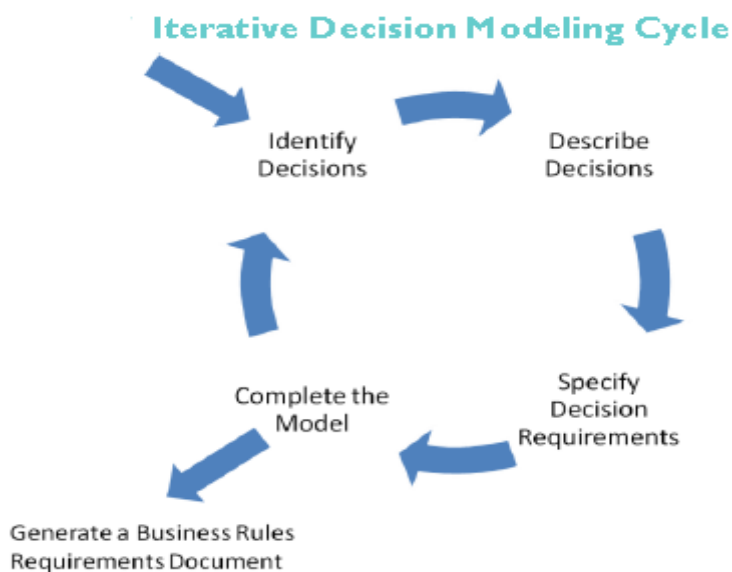 Iterative Decision Modeling Cycle
Identify
Decisions
Describe
Decisions
Specify
Decision
Requirements
Complete the
Model
Generate a Business Rules
Requirements Document